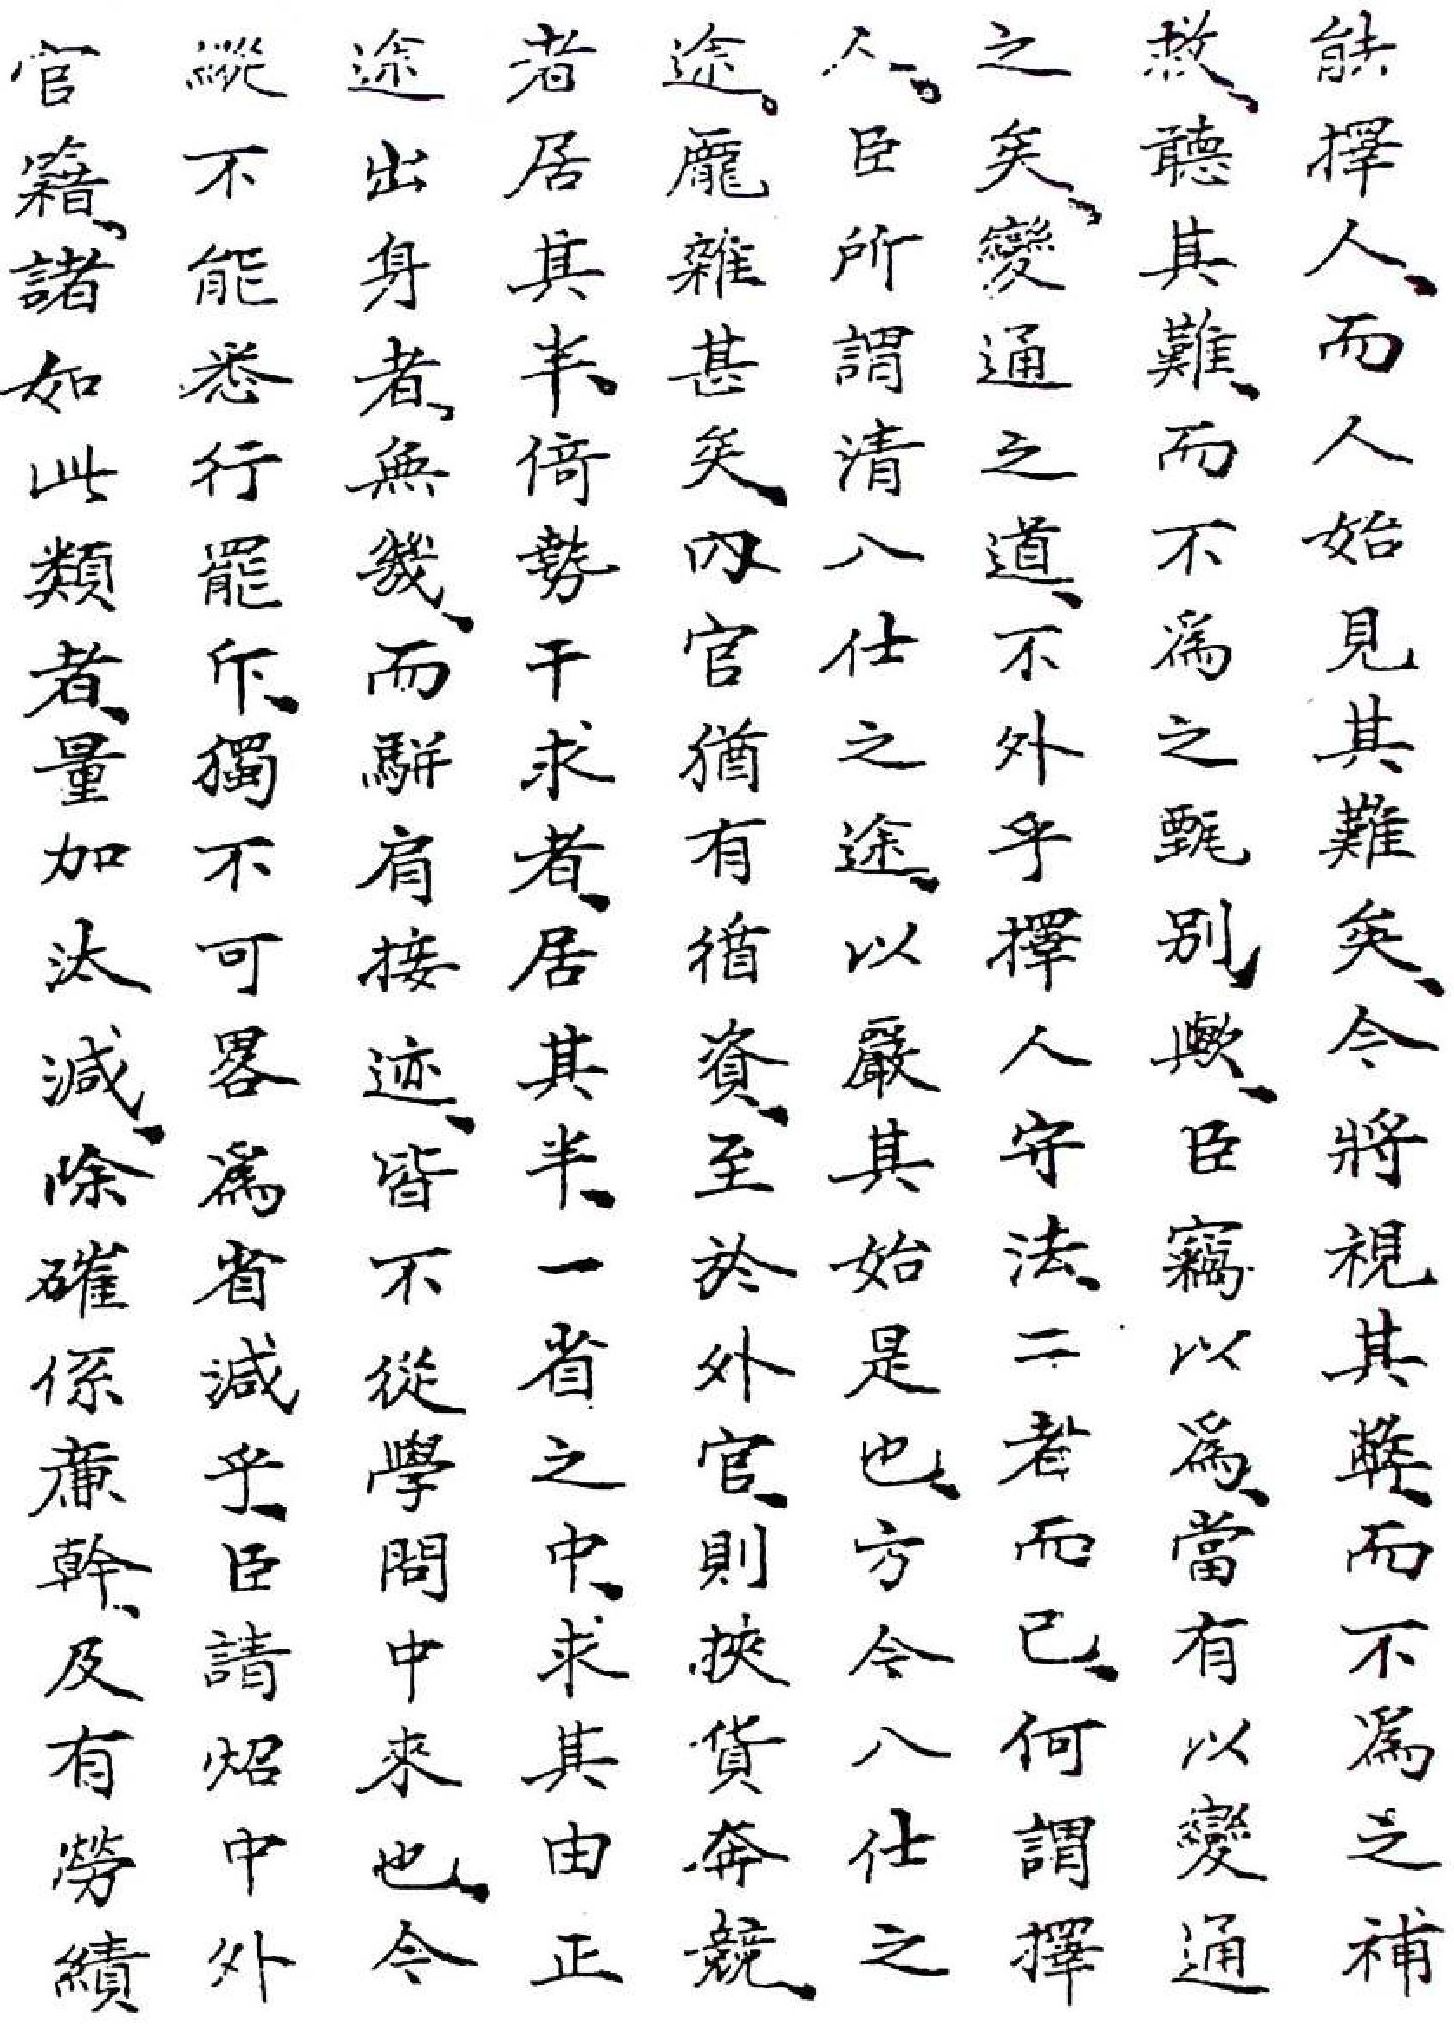 能擇人、而人始見其難矣、今將視其弊、而不爲之補
救、聽其難、而不爲之甄别歟、臣竊以爲、當有以變通
之矣、變通之道、不外乎擇人守法、二者而已、何謂擇
人。臣所謂清入仕之途、以嚴其始是也、方今入仕之
途。龐雜甚矣、内官猶有循資、至於外官、則挾貨奔競、
者居其半、倚勢干求者、居其半、一省之中、求其由正
途出身者、無幾、而駢肩接迹、皆不從學問中來也、今
縱不能悉行罷斥、獨不可畧爲省減乎、臣請炤中外
官籍、諸如此類者、量加汰減、除確係廉幹、及有勞績